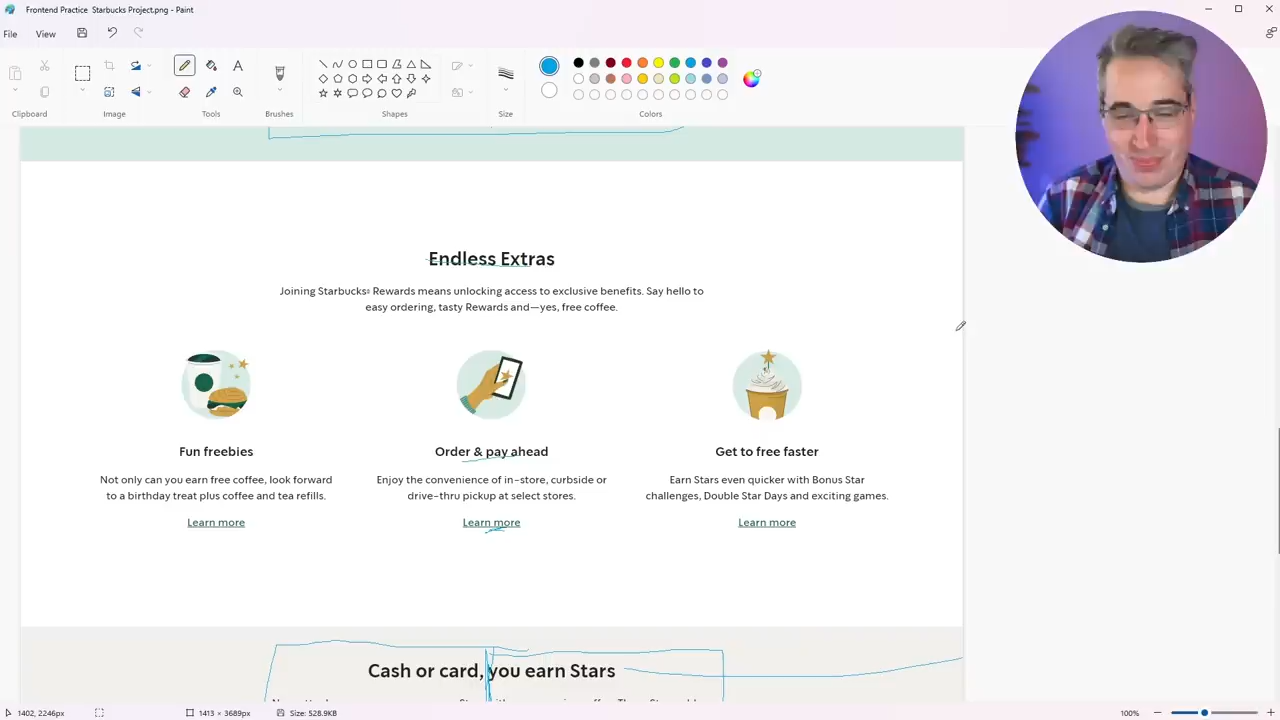 Frontend Practice Starbucks Project.png - Paint
File View
Clipboard Image Tools Brushes Shapes Size Colors
Endless Extras
Joining Starbucks® Rewards means unlocking access to exclusive benefits. Say hello to
easy ordering, tasty Rewards and—yes, free coffee.
Fun freebies
Not only can you earn free coffee, look forward
to a birthday treat plus coffee and tea refills.
Learn more
Order & pay ahead
Enjoy the convenience of in-store, curbside or
drive-thru pickup at select stores.
Learn more
Get to free faster
Earn Stars even quicker with Bonus Star
challenges, Double Star Days and exciting games.
Learn more
Cash or card, you earn Stars
1402, 2246px 1413 × 3689px Size: 528.9KB 100%